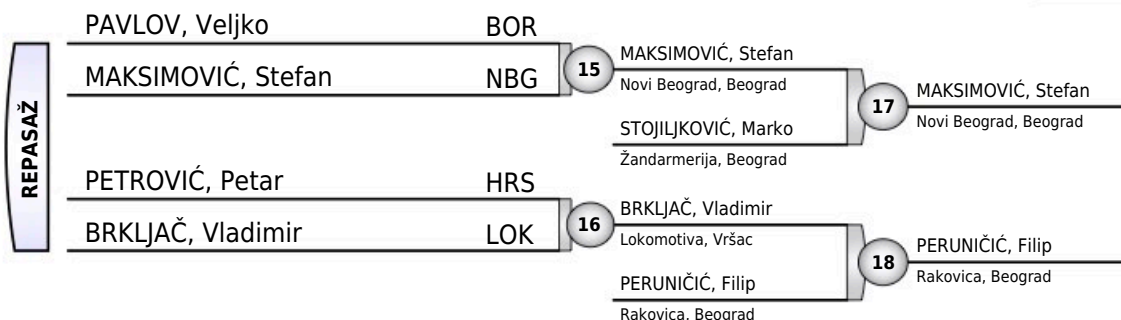 REPASAŽ
PAVLOV, Veljko BOR
MAKSIMOVIĆ, Stefan NBG
15
MAKSIMOVIĆ, Stefan
Novi Beograd, Beograd
STOJILJKOVIĆ, Marko
Žandarmerija, Beograd
17
MAKSIMOVIĆ, Stefan
Novi Beograd, Beograd
PETROVIĆ, Petar HRS
BRKLJAČ, Vladimir LOK
16
BRKLJAČ, Vladimir
Lokomotiva, Vršac
PERUNIČIĆ, Filip
Rakovica, Beograd
18
PERUNIČIĆ, Filip
Rakovica, Beograd